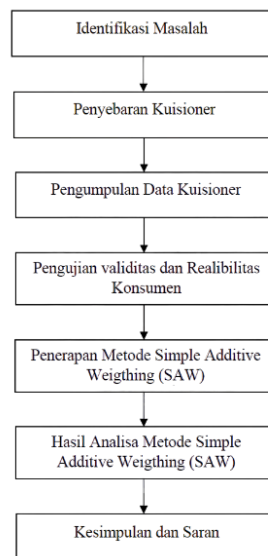 Identifikasi Masalah
Penyebaran Kuisioner
Pengumpulan Data Kuisioner
Pengujian validitas dan Realibilitas
Konsumen
Penerapan Metode Simple Additive
Weigthing (SAW)
Hasil Analisa Metode Simple
Additive Weigthing (SAW)
Kesimpulan dan Saran